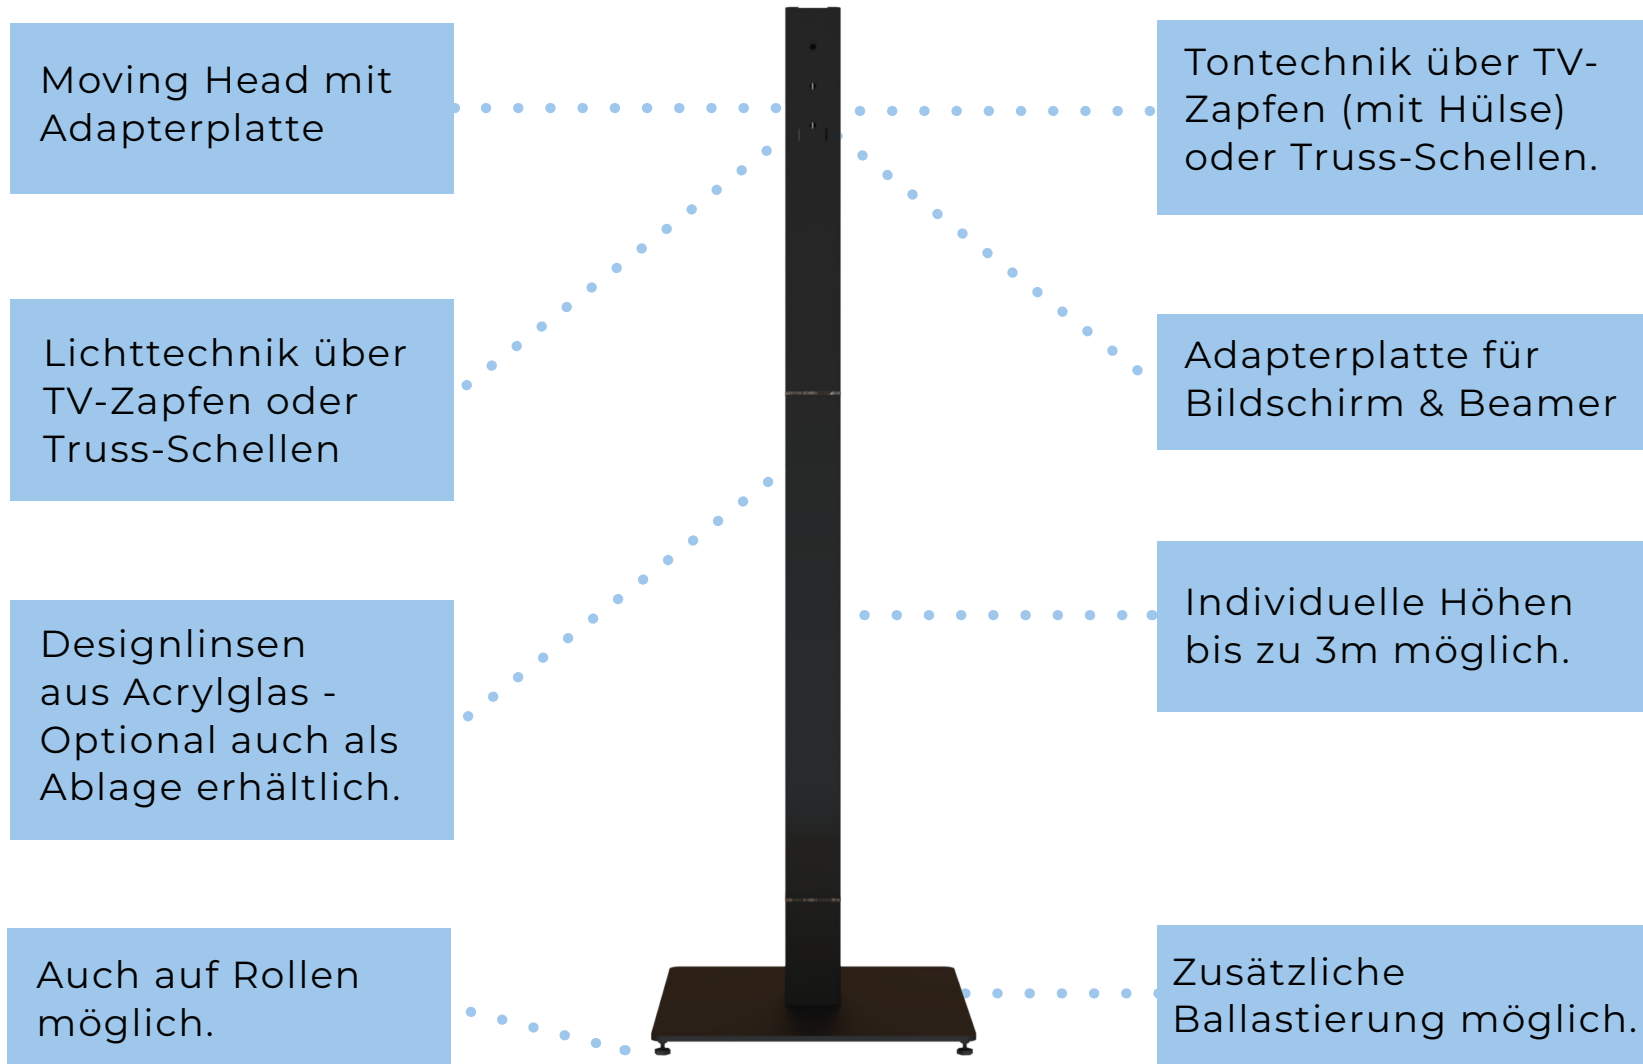 Moving Head mit
Adapterplatte
Lichttechnik über
TV-Zapfen oder
Truss-Schellen
Designlinsen
aus Acrylglas -
Optional auch als
Ablage erhältlich.
Auch auf Rollen
möglich.
Tontechnik über TV-
Zapfen (mit Hülse)
oder Truss-Schellen.
Adapterplatte für
Bildschirm & Beamer
Individuelle Höhen
bis zu 3m möglich.
Zusätzliche
Ballastierung möglich.